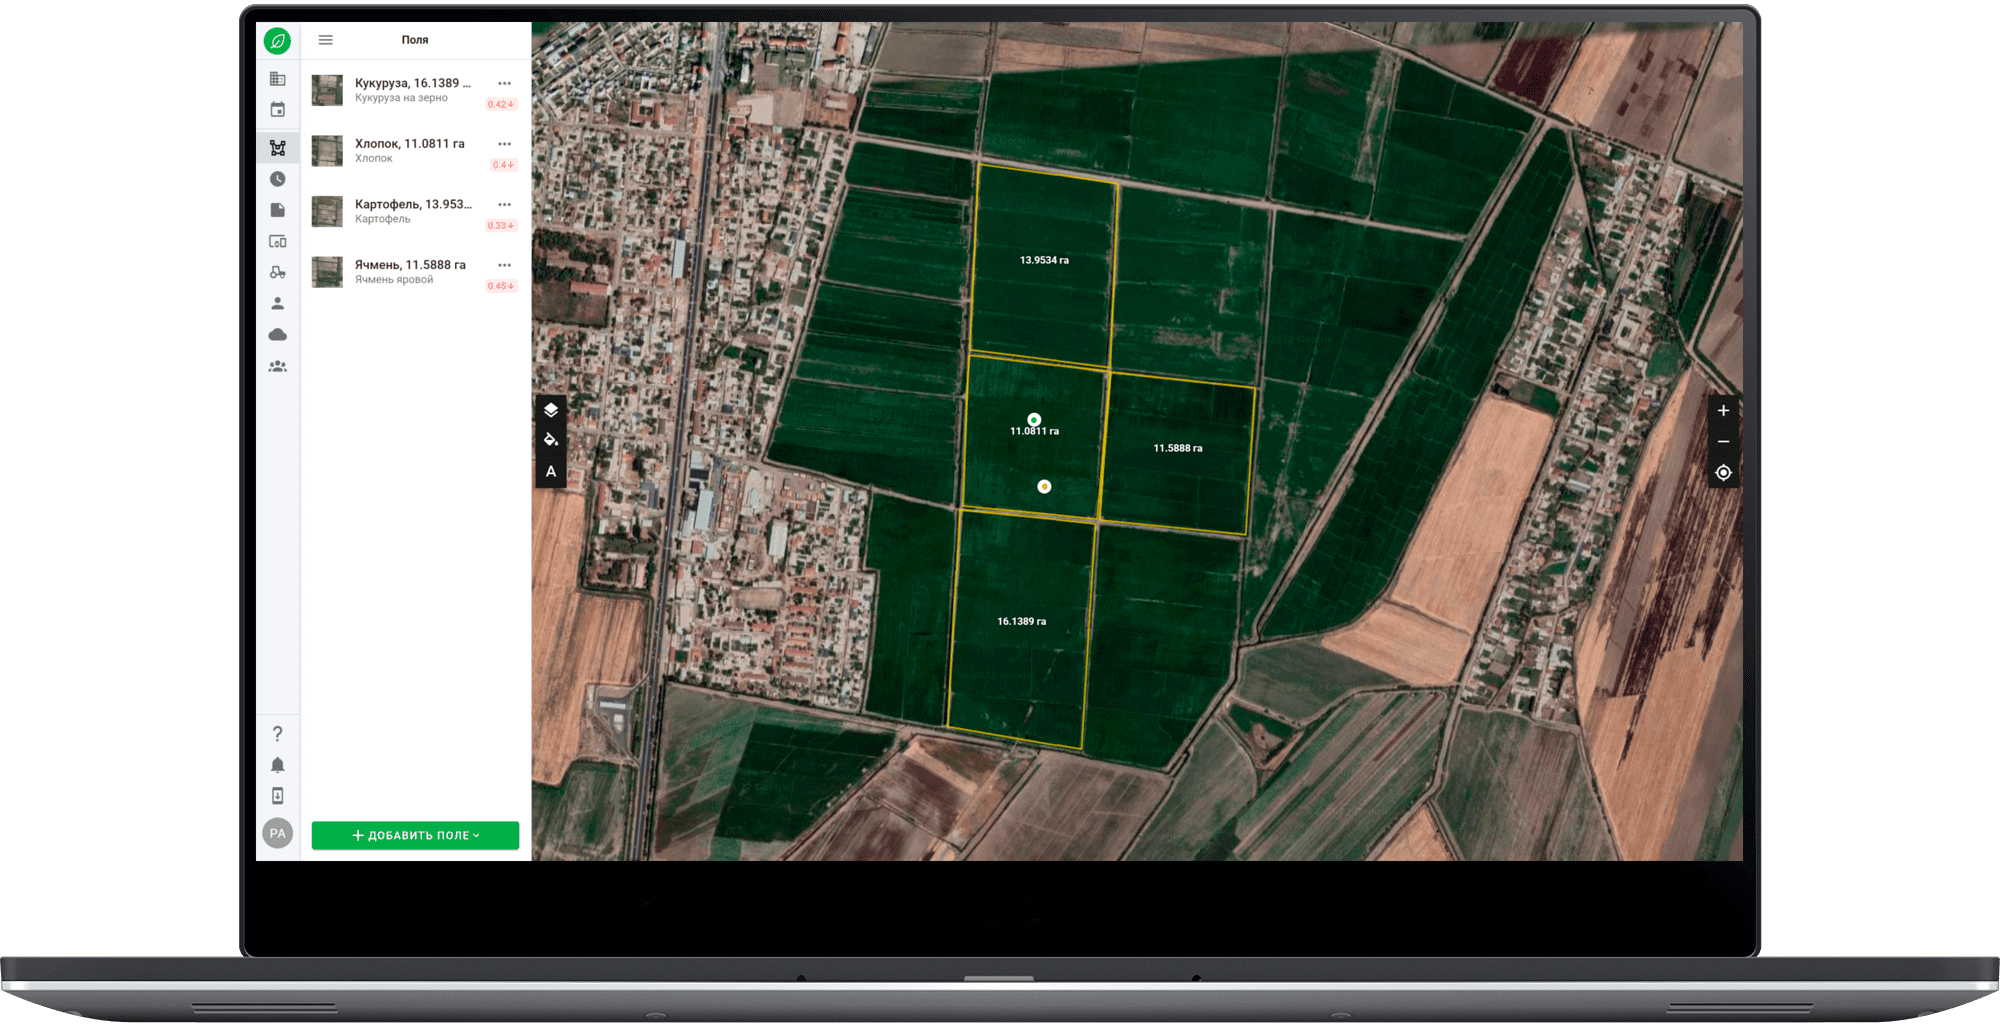 Поля
Кукуруза, 16.1389 ...
Кукуруза на зерно
0.42↓
Хлопок, 11.0811 га
Хлопок
0.4↓
Картофель, 13.953...
Картофель
0.33↓
Ячмень, 11.5888 га
Ячмень яровой
0.45↓
A
13.9534 га
11.0811 га
11.5888 га
16.1389 га
2022 Google
?
PA
+ ДОБАВИТЬ ПОЛЕ